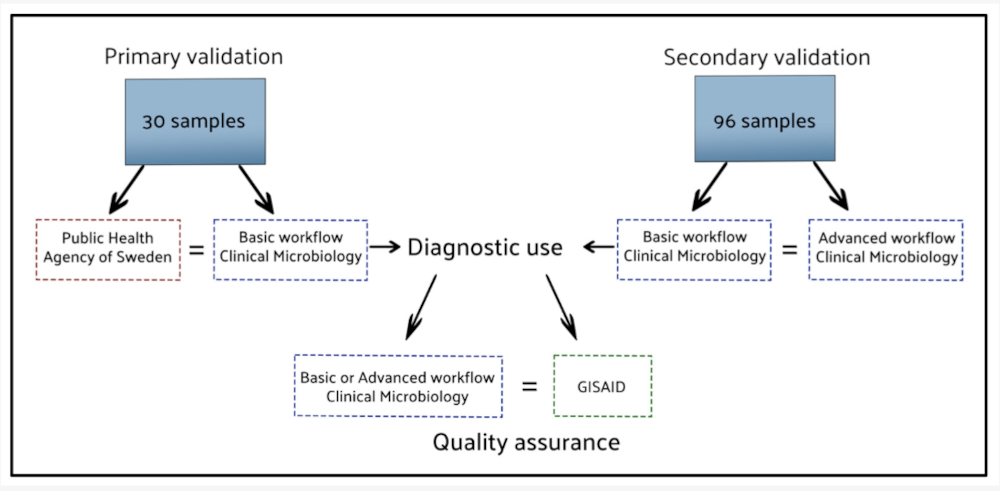 Primary validation
30 samples
Public Health
Agency of Sweden
=
Basic workflow
Clinical Microbiology
Secondary validation
96 samples
Basic workflow
Clinical Microbiology
=
Advanced workflow
Clinical Microbiology
Diagnostic use
Basic or Advanced workflow
Clinical Microbiology
=
GISAID
Quality assurance